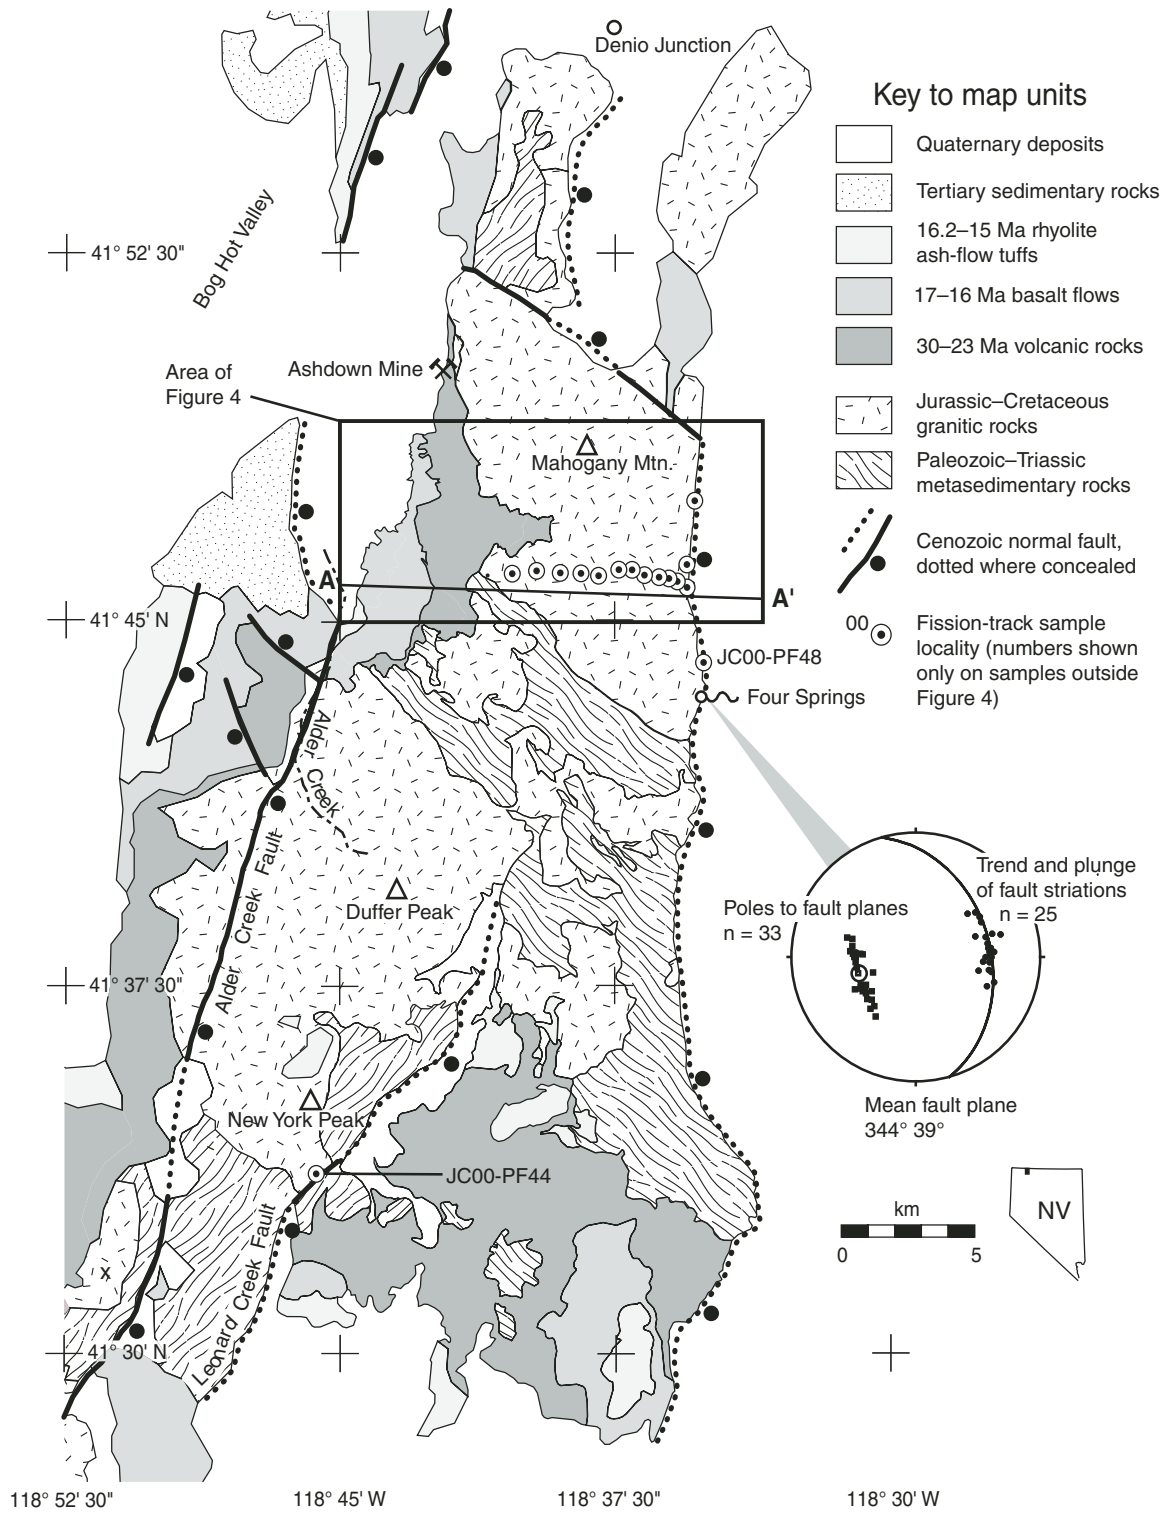 Denio Junction
Key to map units
Quaternary deposits
Tertiary sedimentary rocks
16.2–15 Ma rhyolite
ash-flow tuffs
17–16 Ma basalt flows
30–23 Ma volcanic rocks
Jurassic–Cretaceous
granitic rocks
Paleozoic–Triassic
metasedimentary rocks
Cenozoic normal fault,
dotted where concealed
00
Fission-track sample
locality (numbers shown
only on samples outside
Figure 4)
Bog Hot Valley
41° 52' 30"
Ashdown Mine
Area of
Figure 4
Mahogany Mtn.
A
A'
41° 45' N
JC00-PF48
Four Springs
Alder Creek
Alder Creek Fault
Duffer Peak
Trend and plunge
of fault striations
n = 25
Poles to fault planes
n = 33
Mean fault plane
344° 39°
41° 37' 30"
New York Peak
JC00-PF44
Leonard Creek Fault
x
km
0
5
NV
41° 30' N
118° 52' 30"
118° 45' W
118° 37' 30"
118° 30' W